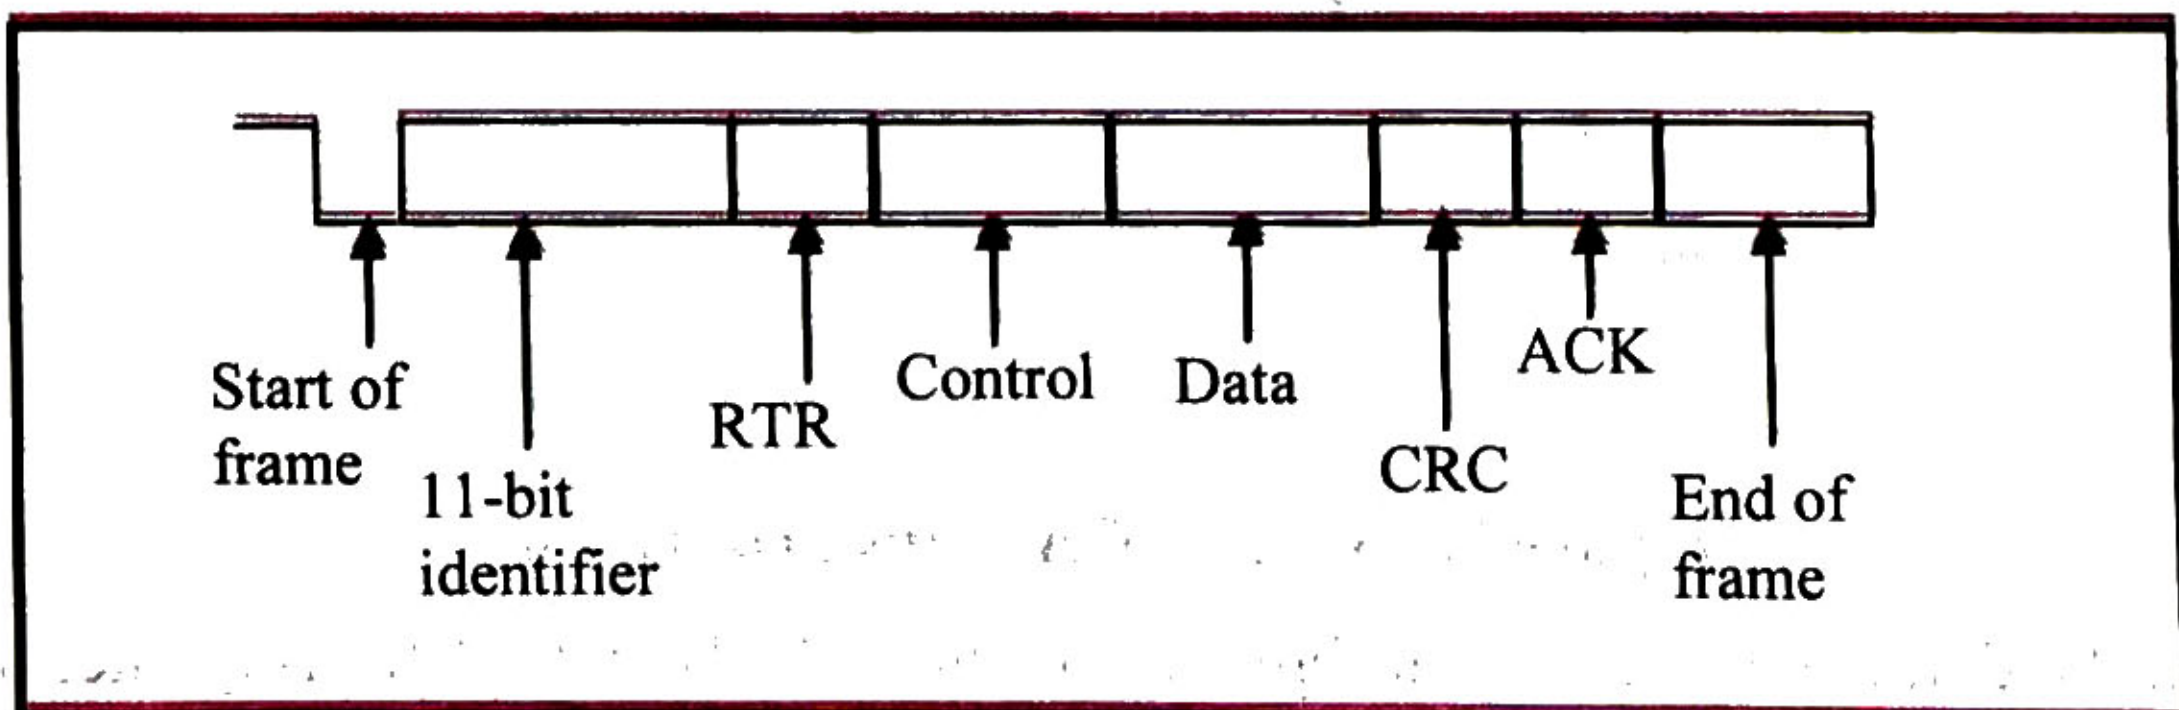 Start of
frame
11-bit
identifier
RTR
Control
Data
CRC
ACK
End of
frame